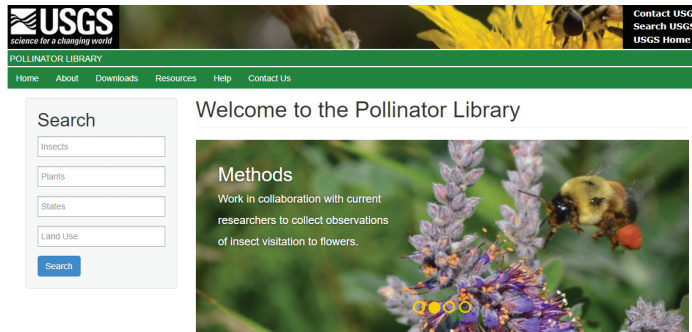 USGS
science for a changing world
Contact USG
Search USGS
USGS Home
POLLINATOR LIBRARY
Home About Downloads Resources Help Contact Us
Search
Insects
Plants
States
Land Use
Search
Welcome to the Pollinator Library
Methods
Work in collaboration with current
researchers to collect observations
of insect visitation to flowers.